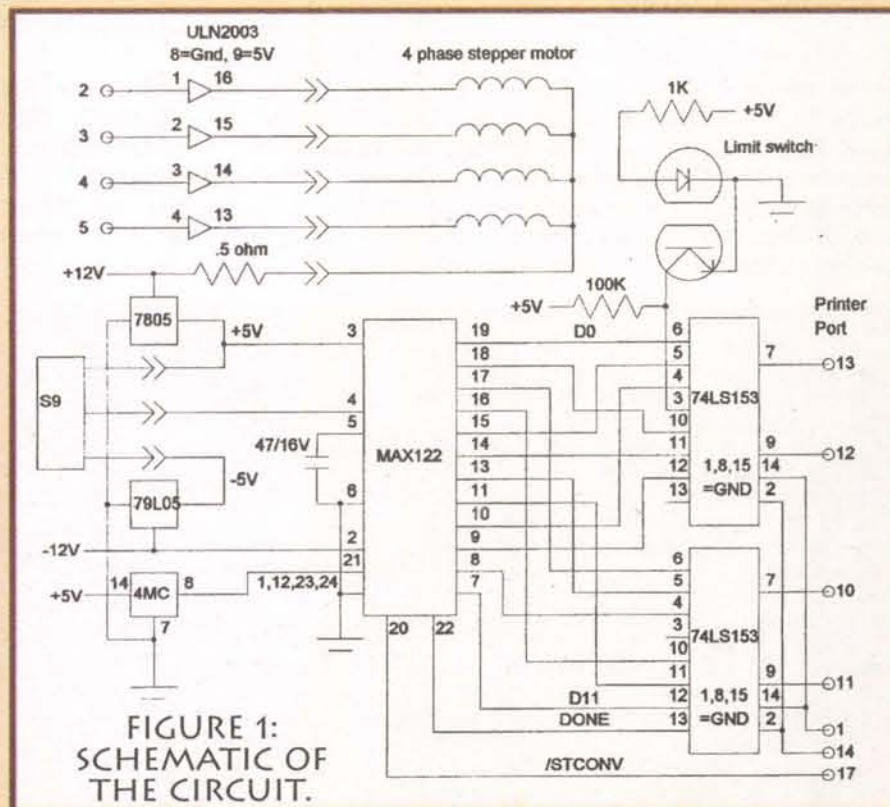 ULN2003
8=Gnd, 9=5V
4 phase stepper motor
2
1
16
3
2
15
4
3
14
5
4
13
1K
+5V
Limit switch
.5 ohm
+12V
7805
+5V
100K
+5V
Printer
Port
S9
-5V
79L05
-12V
+5V
14
4MC
8
7
47/16V
3
4
5
6
2
21
1,12,23,24
MAX122
20
22
19
18
17
16
15
14
13
11
10
9
8
7
D0
6
5
4
3
10
11
12
13
74LS153
1,8,15
=GND
7
9
14
2
13
12
6
5
4
3
10
11
12
13
74LS153
1,8,15
=GND
7
9
14
2
10
11
1
14
17
D11
DONE
/STCONV
FIGURE 1:
SCHEMATIC OF
THE CIRCUIT.